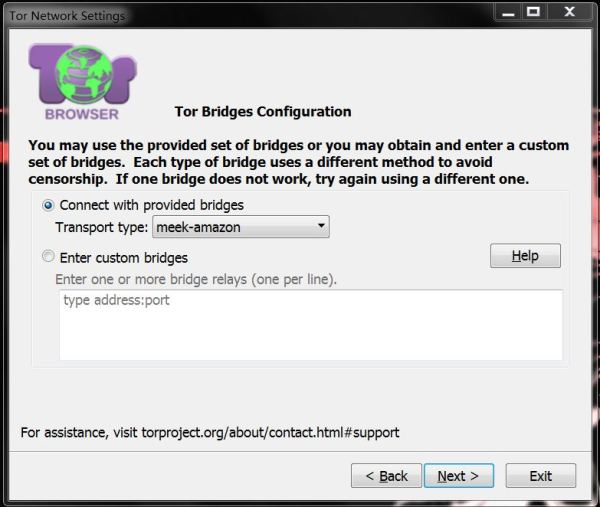 Tor Network Settings
Tor
BROWSER
Tor Bridges Configuration
You may use the provided set of bridges or you may obtain and enter a custom
set of bridges. Each type of bridge uses a different method to avoid
censorship. If one bridge does not work, try again using a different one.
Connect with provided bridges
Transport type: meek-amazon
Enter custom bridges
Help
Enter one or more bridge relays (one per line).
type address:port
For assistance, visit torproject.org/about/contact.html#support
< Back Next > Exit